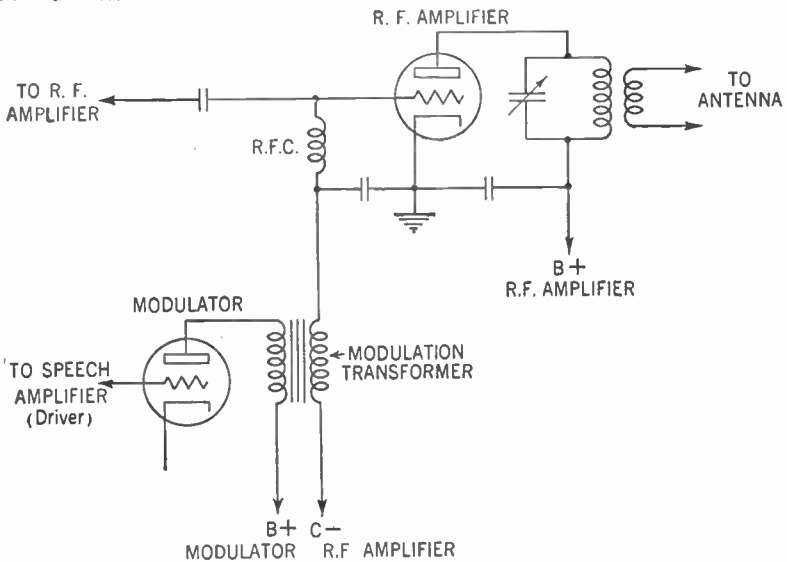 R. F. AMPLIFIER
TO R. F.
AMPLIFIER
TO
ANTENNA
R.F.C.
B+
R.F. AMPLIFIER
MODULATOR
MODULATION
TRANSFORMER
TO SPEECH
AMPLIFIER
(Driver)
B+ C-
MODULATOR R.F AMPLIFIER